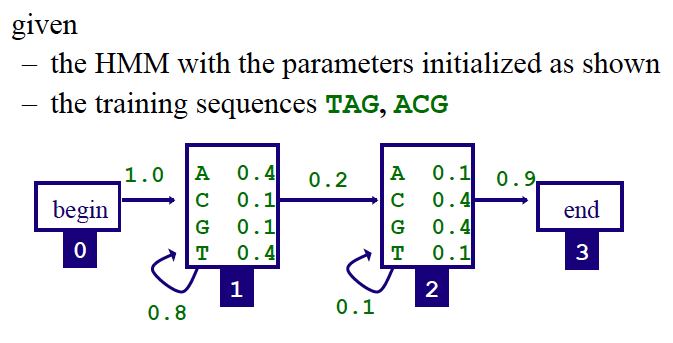 given
– the HMM with the parameters initialized as shown
– the training sequences TAG, ACG
1.0
0.2
0.9
begin
0
A 0.4
C 0.1
G 0.1
T 0.4
1
0.8
A 0.1
C 0.4
G 0.4
T 0.1
2
0.1
end
3